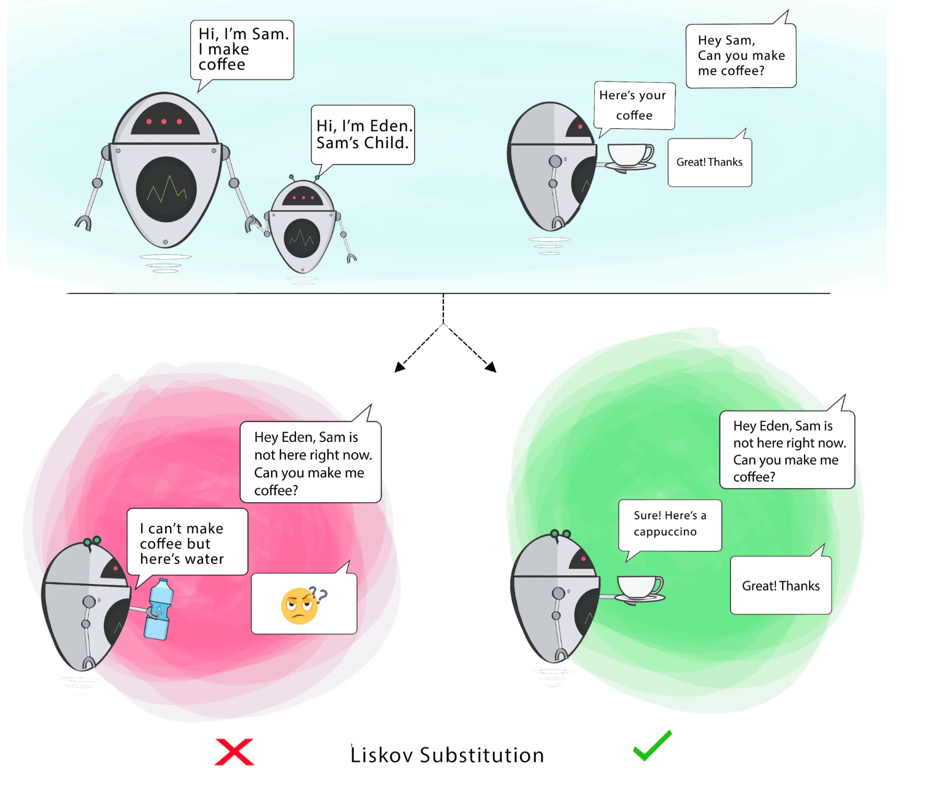 Hi, I'm Sam.
I make
coffee
Hi, I'm Eden.
Sam's Child.
Hey Sam,
Can you make
me coffee?
Here's your
coffee
Great! Thanks
Hey Eden, Sam is
not here right now.
Can you make me
coffee?
I can't make
coffee but
here's water
??
Hey Eden, Sam is
not here right now.
Can you make me
coffee?
Sure! Here's a
cappuccino
Great! Thanks
Liskov Substitution